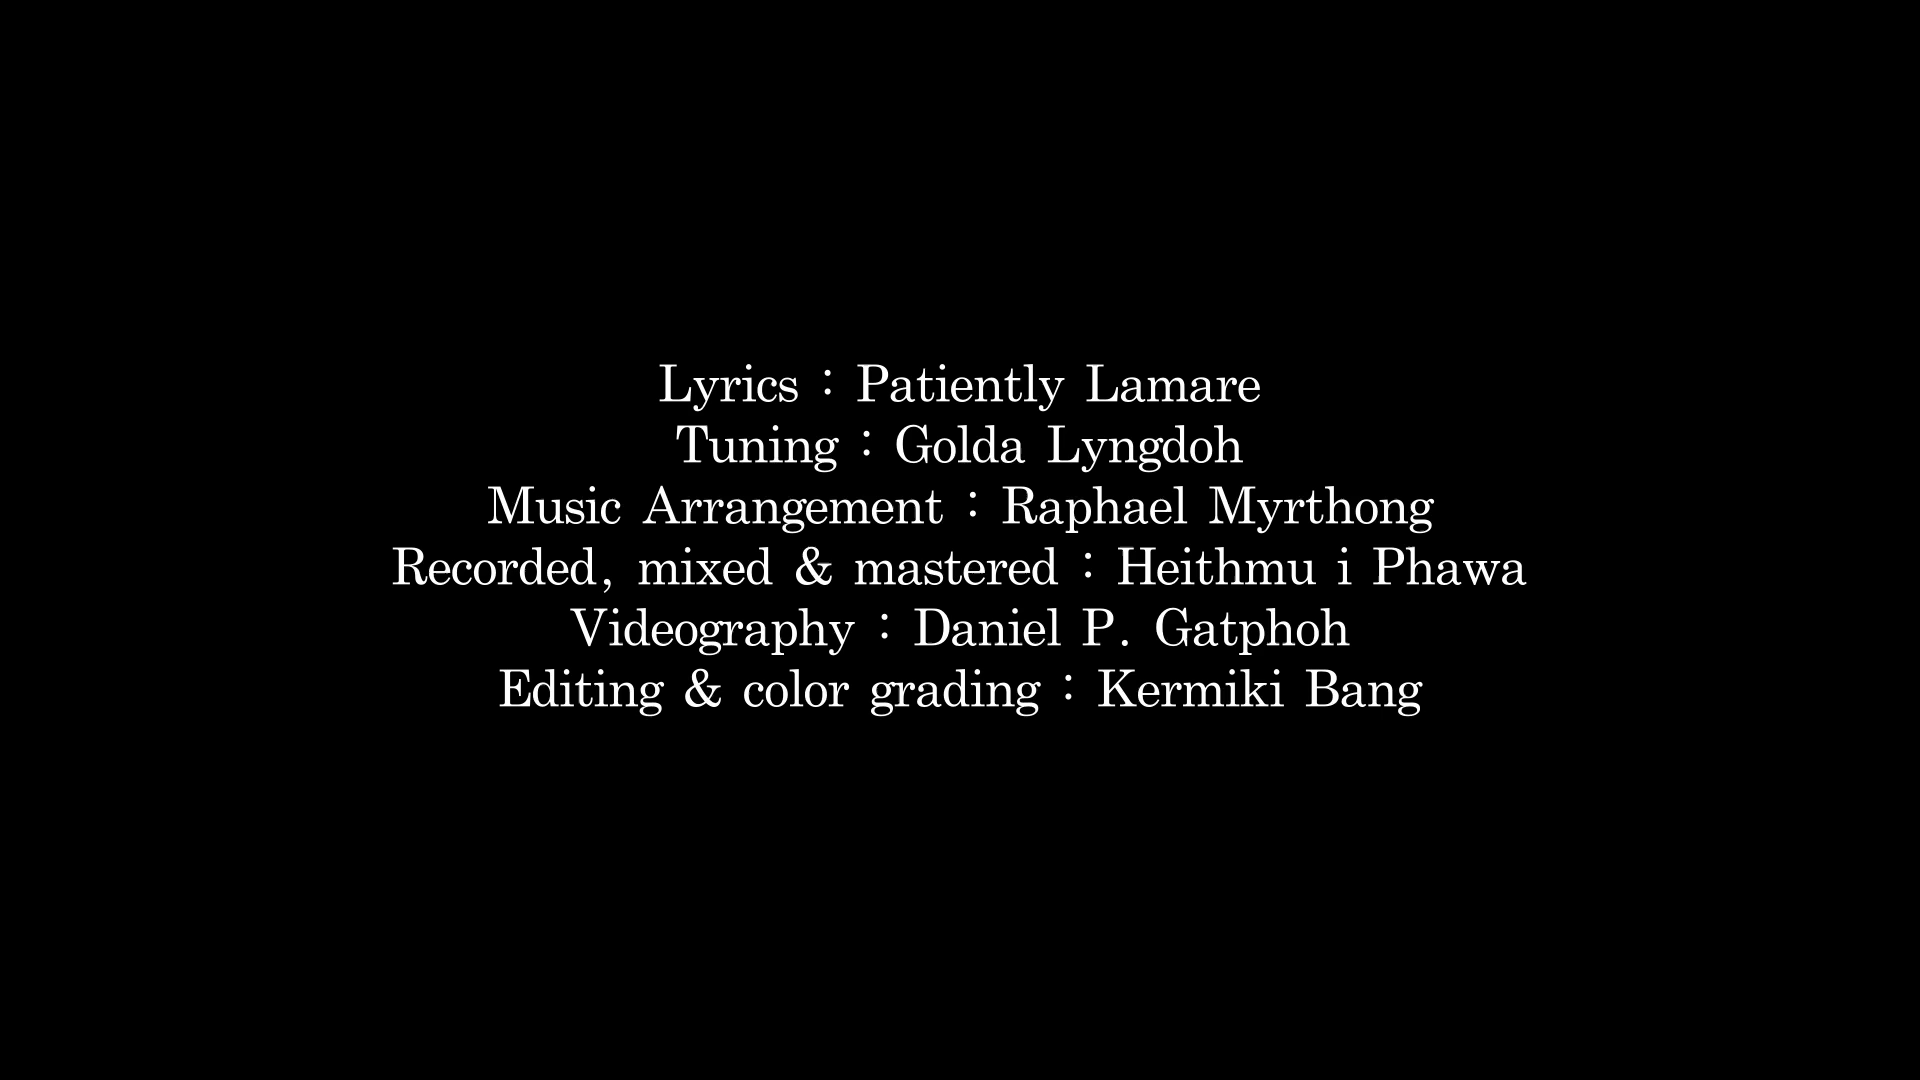 Lyrics : Patiently Lamare
Tuning : Golda Lyngdoh
Music Arrangement : Raphael Myrthong
Recorded, mixed & mastered : Heithmu i Phawa
Videography : Daniel P. Gatphoh
Editing & color grading : Kermiki Bang